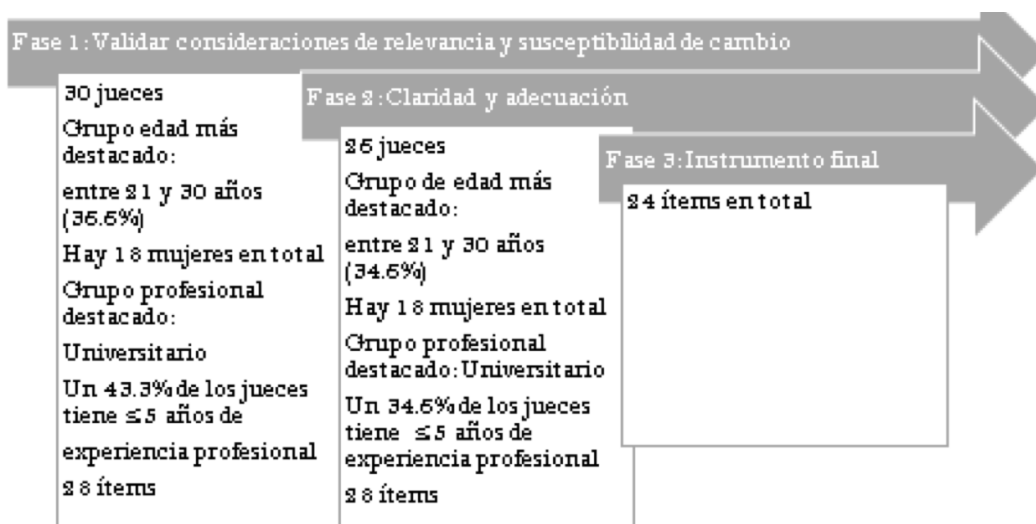 Fase 1: Validar consideraciones de relevancia y susceptibilidad de cambio
30 jueces
Grupo edad más
destacado:
entre 21 y 30 años
(36.6%)
Hay 18 mujeres en total
Grupo profesional
destacado:
Universitario
Un 43.3% de los jueces
tiene ≤5 años de
experiencia profesional
28 ítems
Fase 2: Claridad y adecuación
26 jueces
Grupo de edad más
destacado:
entre 21 y 30 años
(34.6%)
Hay 18 mujeres en total
Grupo profesional
destacado: Universitario
Un 34.6% de los jueces
tiene ≤5 años de
experiencia profesional
28 ítems
Fase 3: Instrumento final
24 ítems en total